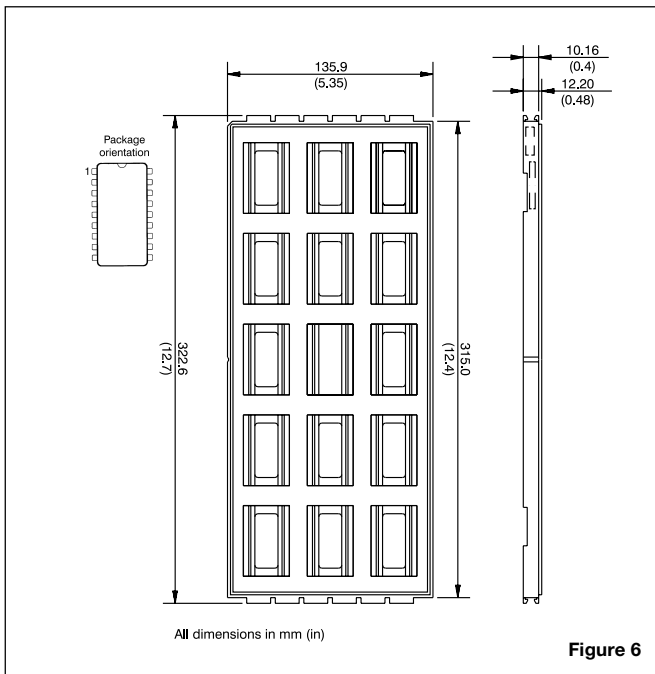 135.9
(5.35)
10.16
(0.4)
12.20
(0.48)
Package
orientation
1
322.6
(12.7)
315.0
(12.4)
All dimensions in mm (in)
Figure 6